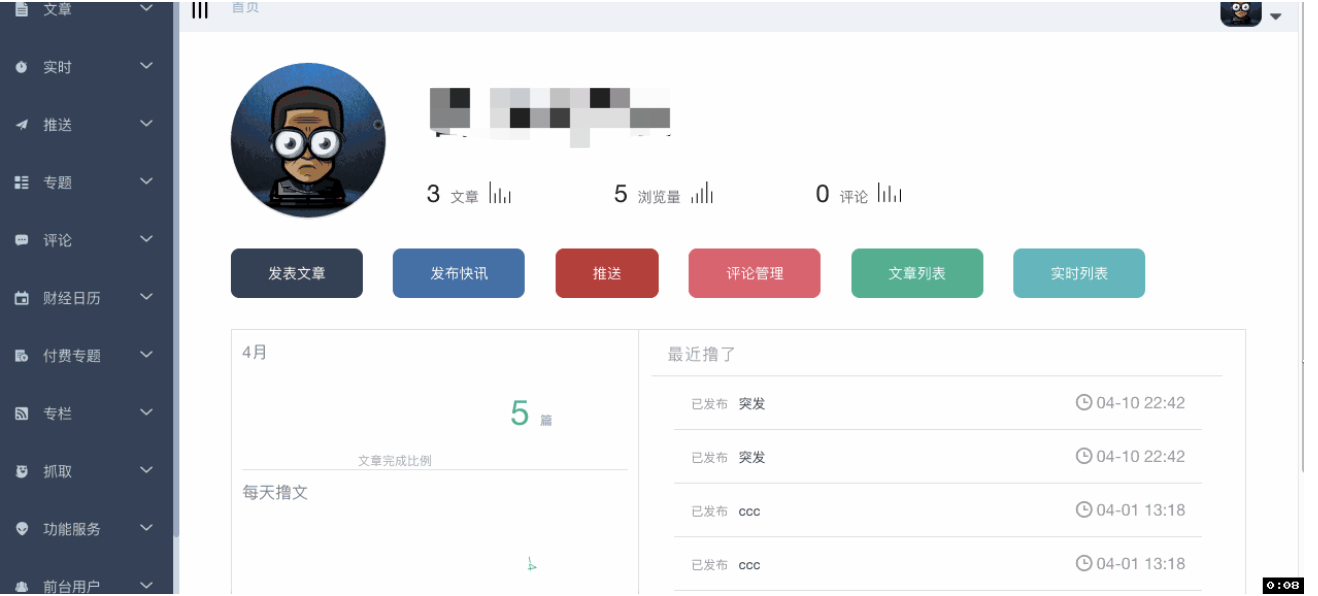 文章
首页
实时
推送
专题
评论
财经日历
付费专题
专栏
抓取
功能服务
前台用户
3 文章
5 浏览量
0 评论
发表文章
发布快讯
推送
评论管理
文章列表
实时列表
4月
5 篇
文章完成比例
每天撸文
最近撸了
已发布 突发 04-10 22:42
已发布 突发 04-10 22:42
已发布 ccc 04-01 13:18
已发布 ccc 04-01 13:18
0:08